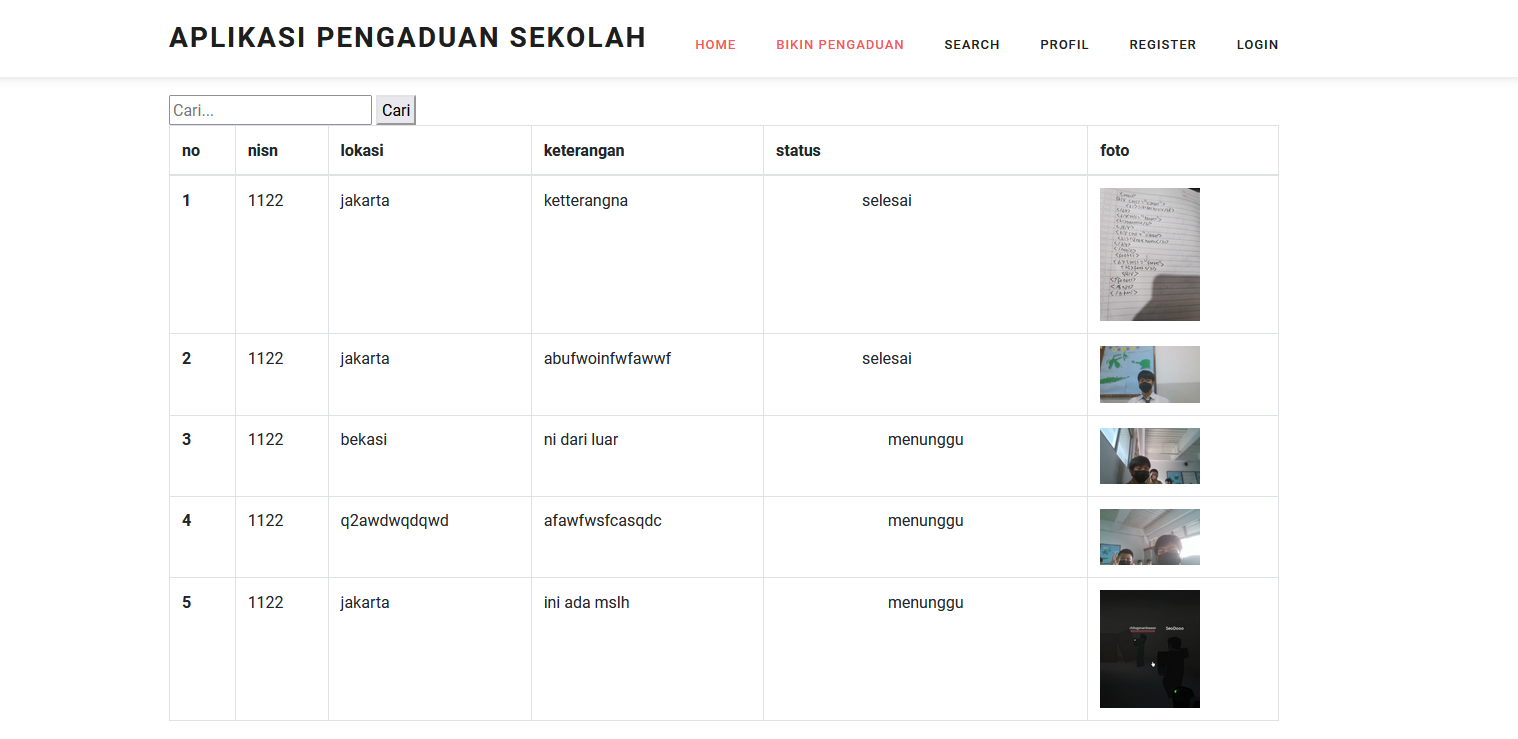 APLIKASI PENGADUAN SEKOLAH HOME BIKIN PENGADUAN SEARCH PROFIL REGISTER LOGIN
Cari... Cari
no nisn lokasi keterangan status foto
1 1122 jakarta ketterangna selesai
2 1122 jakarta abufwoinfwfawwf selesai
3 1122 bekasi ni dari luar menunggu
4 1122 q2awdwqdqwd afawfwsfcasqdc menunggu
5 1122 jakarta ini ada mslh menunggu